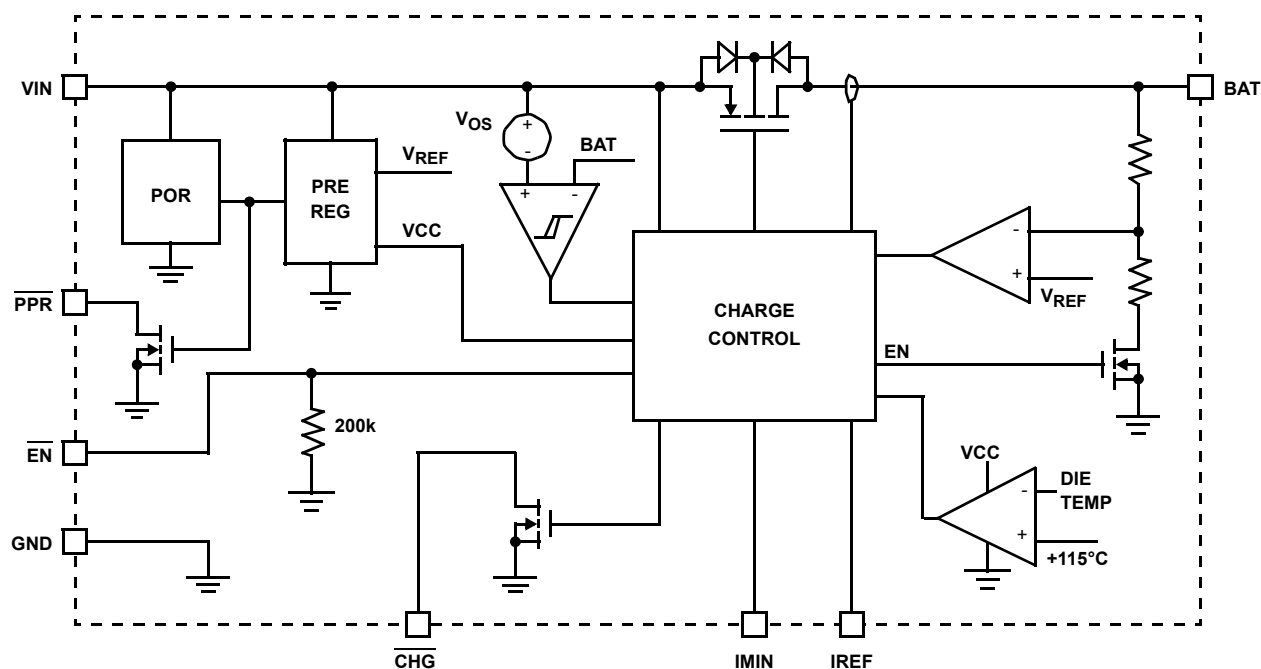 VIN
BAT
VOS
+
-
BAT
+
-
POR
PRE
REG
VREF
VCC
-
+
VREF
PPR
CHARGE
CONTROL
EN
EN
200k
VCC
-
DIE
TEMP
+
+115°C
GND
CHG
IMIN
IREF